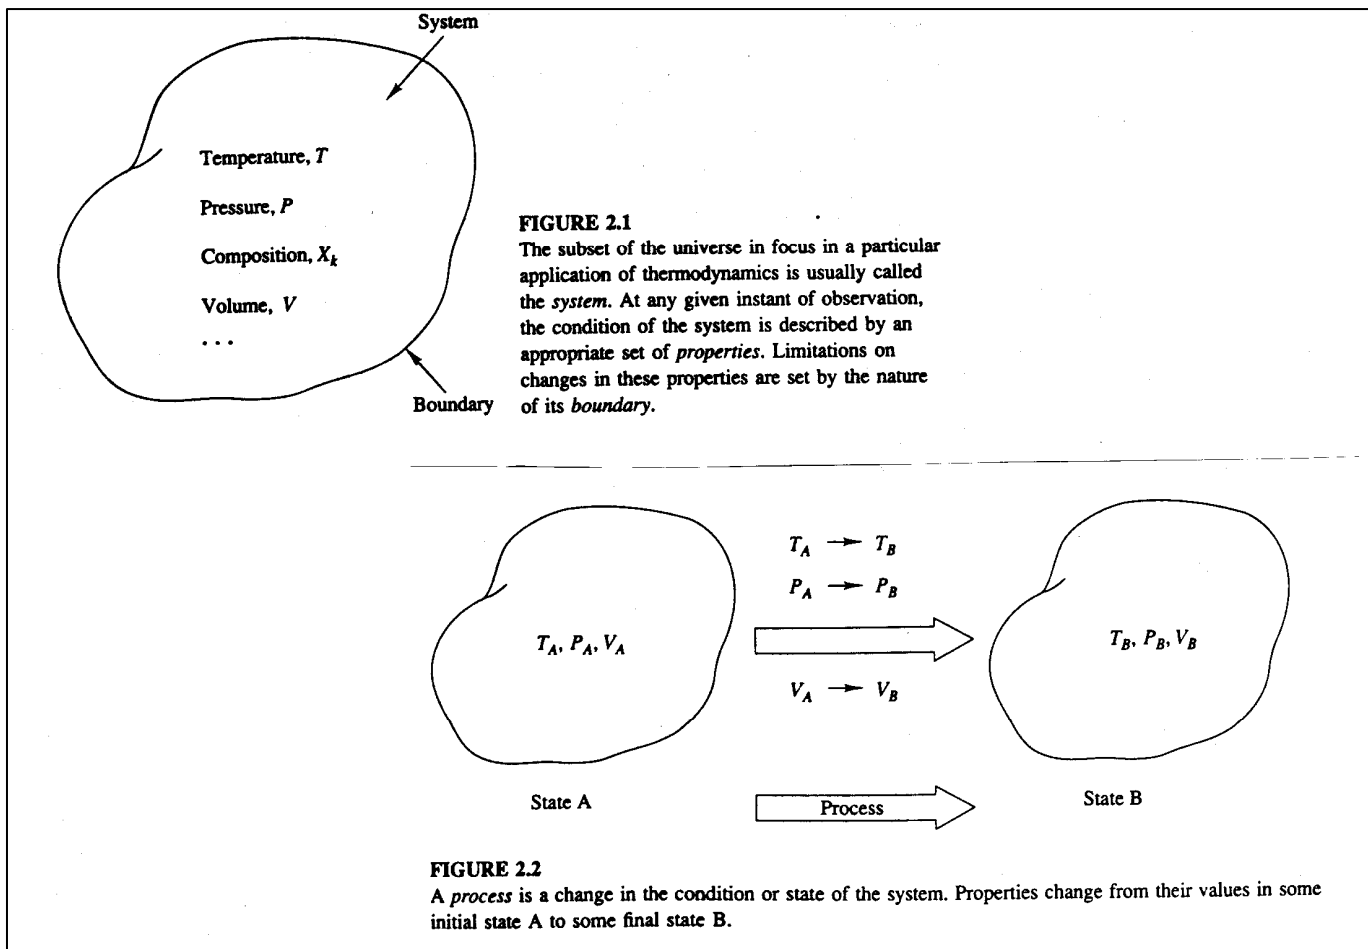 System
Temperature, T
Pressure, P
Composition, X_k
Volume, V
. . .
Boundary
FIGURE 2.1
The subset of the universe in focus in a particular
application of thermodynamics is usually called
the system. At any given instant of observation,
the condition of the system is described by an
appropriate set of properties. Limitations on
changes in these properties are set by the nature
of its boundary.
T_A → T_B
P_A → P_B
T_A, P_A, V_A
T_B, P_B, V_B
V_A → V_B
State A
Process
State B
FIGURE 2.2
A process is a change in the condition or state of the system. Properties change from their values in some
initial state A to some final state B.